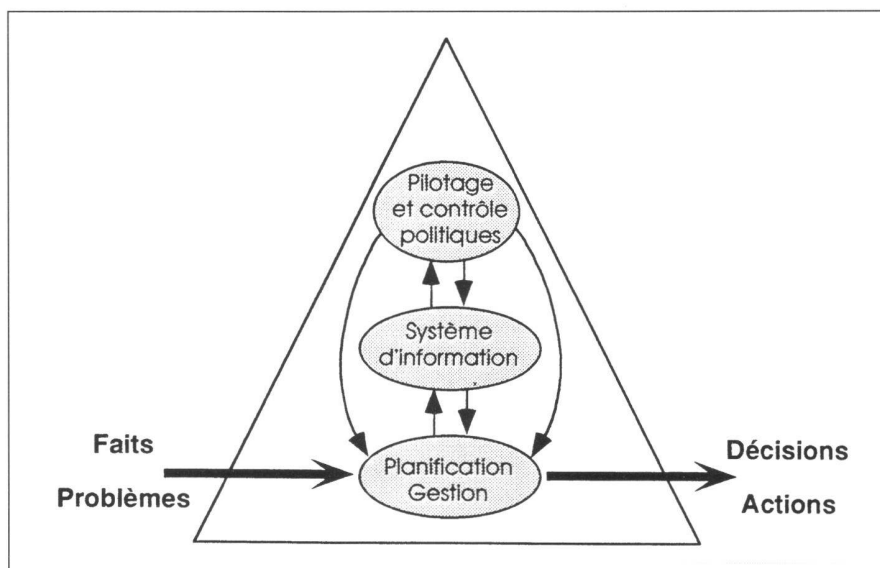 Pilotage
et contrôle
politiques
Système
d'information
Faits
Problèmes
Planification
Gestion
Décisions
Actions